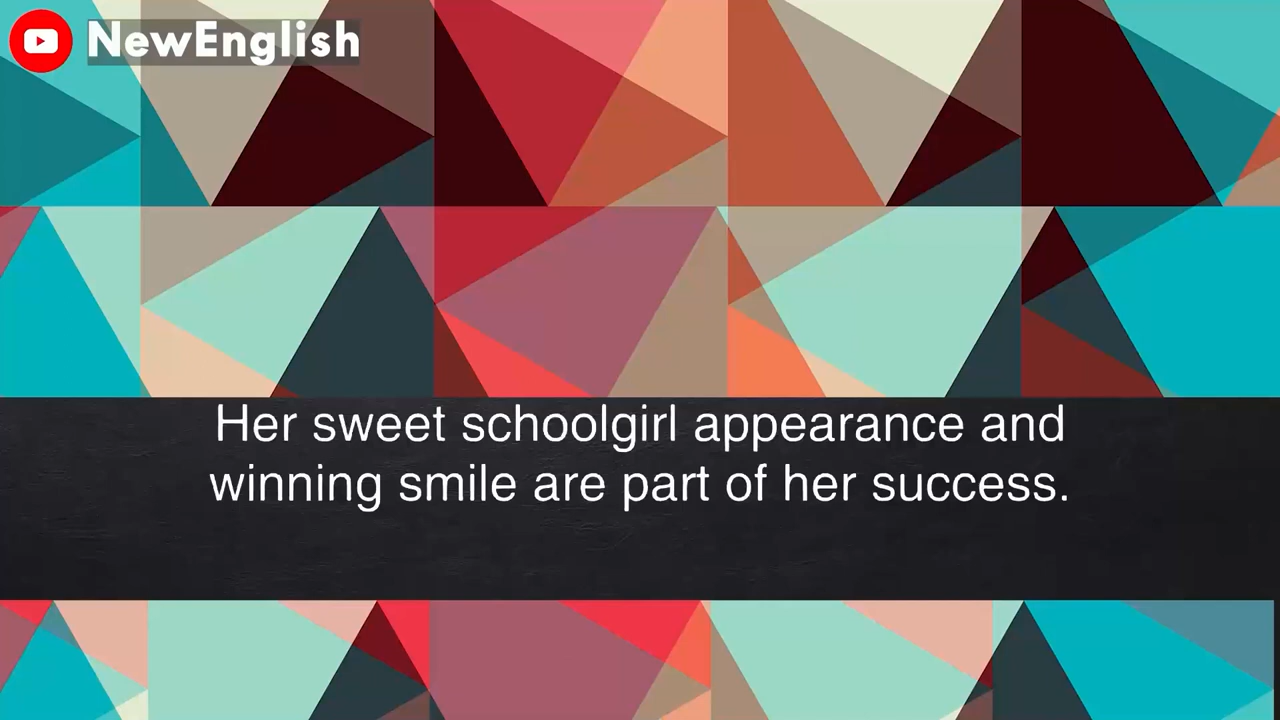 NewEnglish
Her sweet schoolgirl appearance and
winning smile are part of her success.